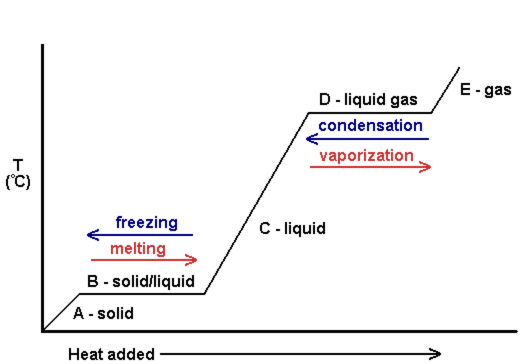 D - liquid gas
E - gas
condensation
vaporization
T
(°C)
freezing
C - liquid
melting
B - solid/liquid
A - solid
Heat added